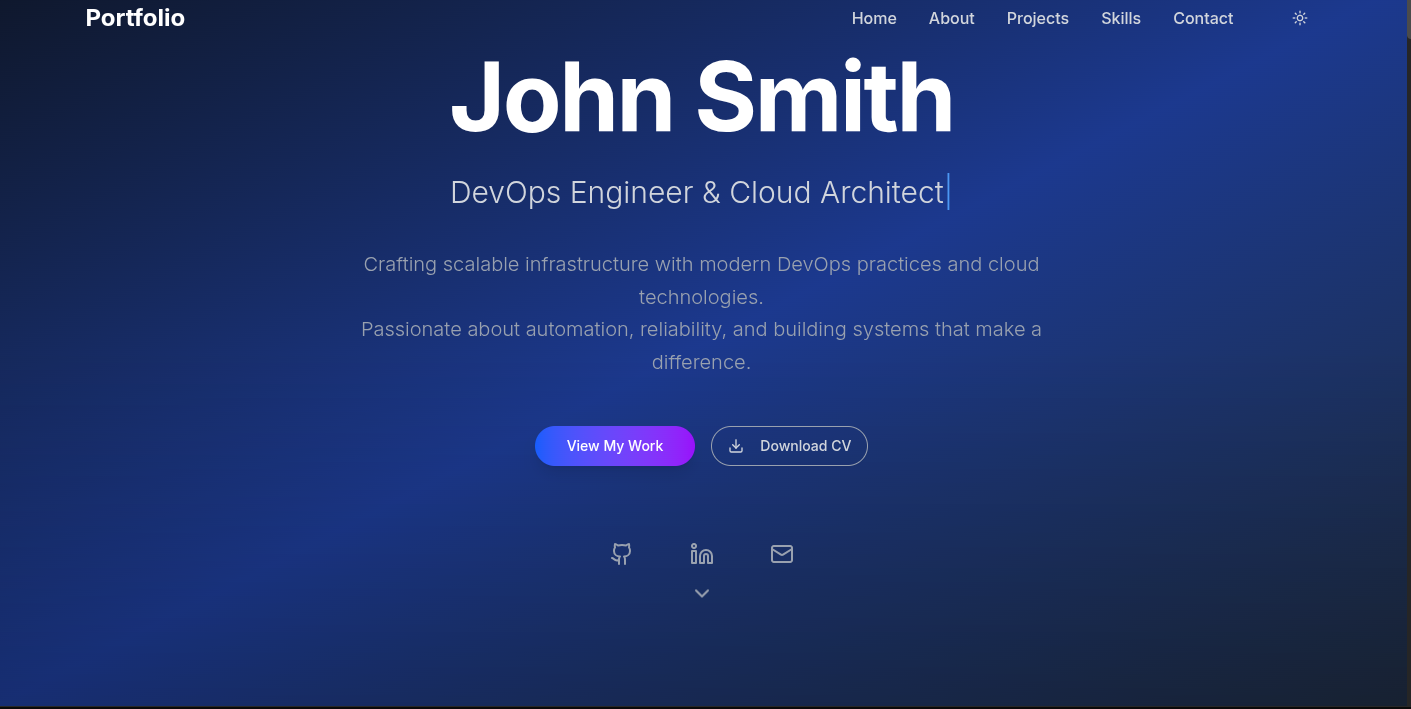 Portfolio
Home About Projects Skills Contact
John Smith
DevOps Engineer & Cloud Architect
Crafting scalable infrastructure with modern DevOps practices and cloud
technologies.
Passionate about automation, reliability, and building systems that make a
difference.
View My Work
Download CV